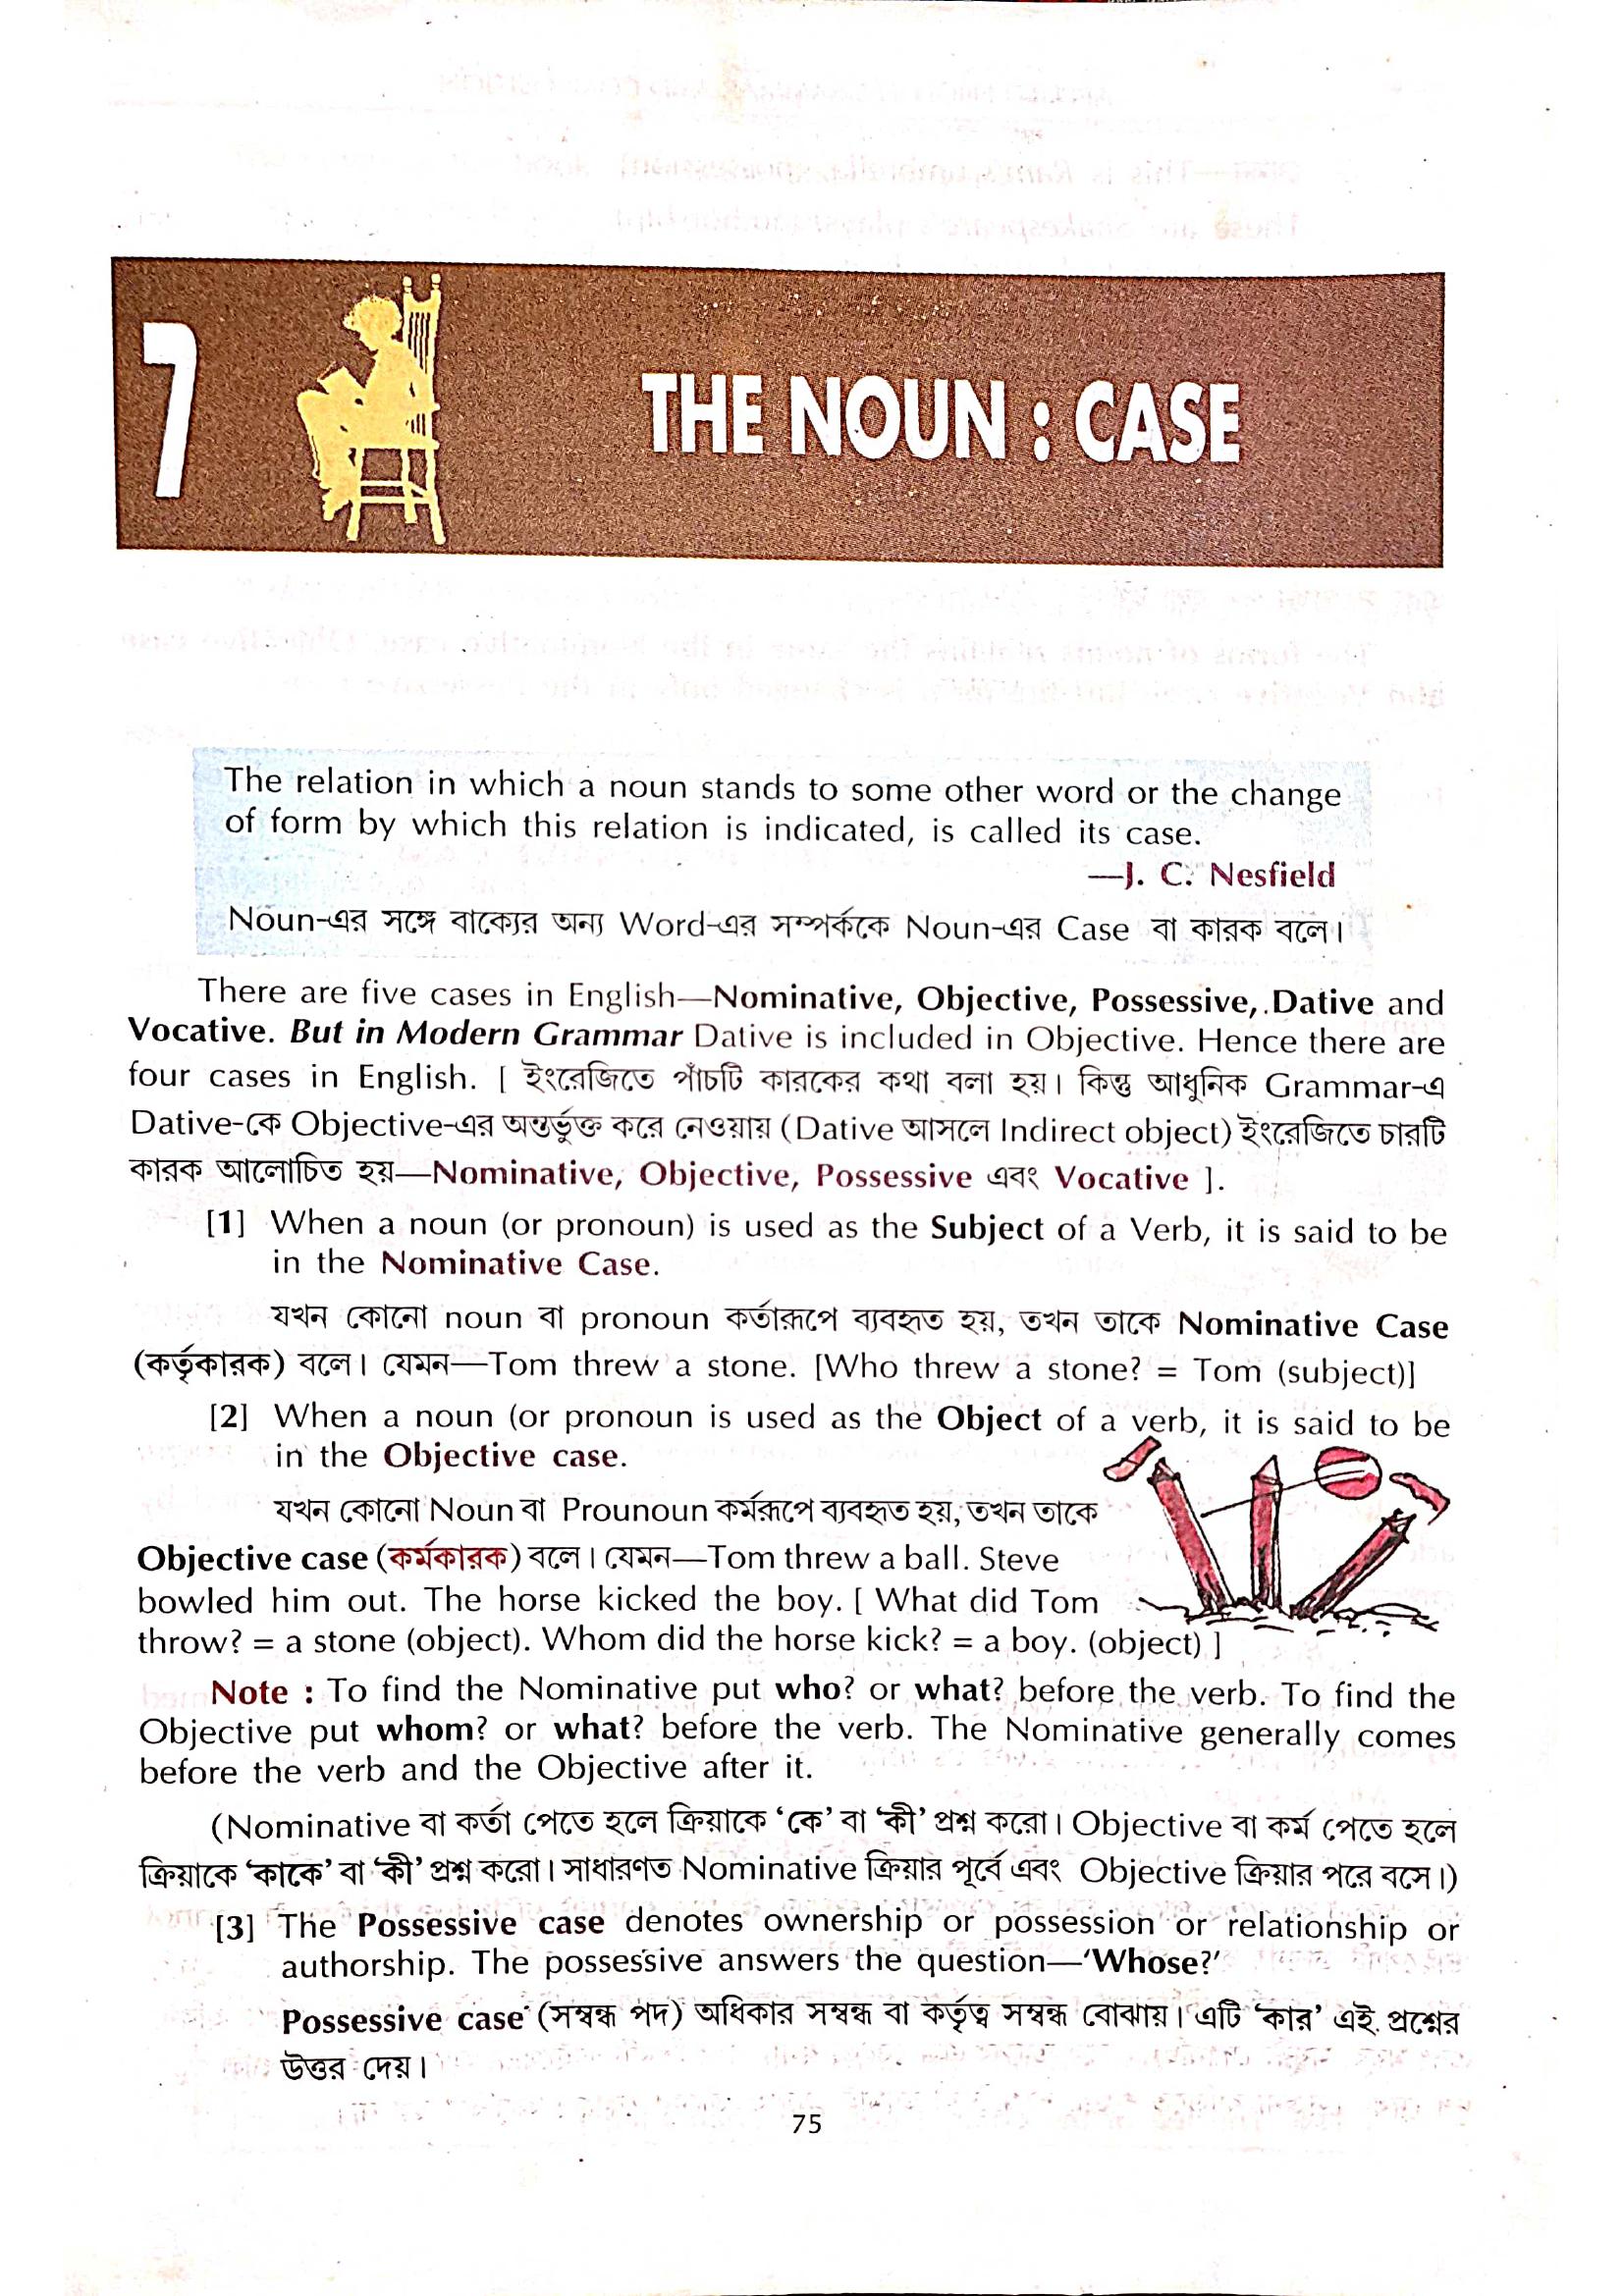 7
THE NOUN : CASE
The relation in which a noun stands to some other word or the change
of form by which this relation is indicated, is called its case.
—J. C. Nesfield
Noun-এর সঙ্গে বাক্যের অন্য Word-এর সম্পর্ককে Noun-এর Case বা কারক বলে।
There are five cases in English—Nominative, Objective, Possessive, Dative and
Vocative. But in Modern Grammar Dative is included in Objective. Hence there are
four cases in English. [ ইংরেজিতে পাঁচটি কারকের কথা বলা হয়। কিন্তু আধুনিক Grammar-এ
Dative-কে Objective-এর অন্তর্ভুক্ত করে নেওয়ায় (Dative আসলে Indirect object) ইংরেজিতে চারটি
কারক আলোচিত হয়—Nominative, Objective, Possessive এবং Vocative ].
[1] When a noun (or pronoun) is used as the Subject of a Verb, it is said to be
in the Nominative Case.
যখন কোনো noun বা pronoun কর্তারূপে ব্যবহৃত হয়, তখন তাকে Nominative Case
(কর্তৃকারক) বলে। যেমন—Tom threw a stone. [Who threw a stone? = Tom (subject)]
[2] When a noun (or pronoun is used as the Object of a verb, it is said to be
in the Objective case.
যখন কোনো Noun বা Prounoun কর্মরূপে ব্যবহৃত হয়, তখন তাকে
Objective case (কর্মকারক) বলে। যেমন—Tom threw a ball. Steve
bowled him out. The horse kicked the boy. [ What did Tom
throw? = a stone (object). Whom did the horse kick? = a boy. (object) ]
Note : To find the Nominative put who? or what? before the verb. To find the
Objective put whom? or what? before the verb. The Nominative generally comes
before the verb and the Objective after it.
(Nominative বা কর্তা পেতে হলে ক্রিয়াকে ‘কে’ বা ‘কী’ প্রশ্ন করো। Objective বা কর্ম পেতে হলে
ক্রিয়াকে ‘কাকে’ বা ‘কী’ প্রশ্ন করো। সাধারণত Nominative ক্রিয়ার পূর্বে এবং Objective ক্রিয়ার পরে বসে।)
[3] The Possessive case denotes ownership or possession or relationship or
authorship. The possessive answers the question—‘Whose?’
Possessive case (সম্বন্ধ পদ) অধিকার সম্বন্ধ বা কর্তৃত্ব সম্বন্ধ বোঝায়। এটি ‘কার’ এই প্রশ্নের
উত্তর দেয়।
75